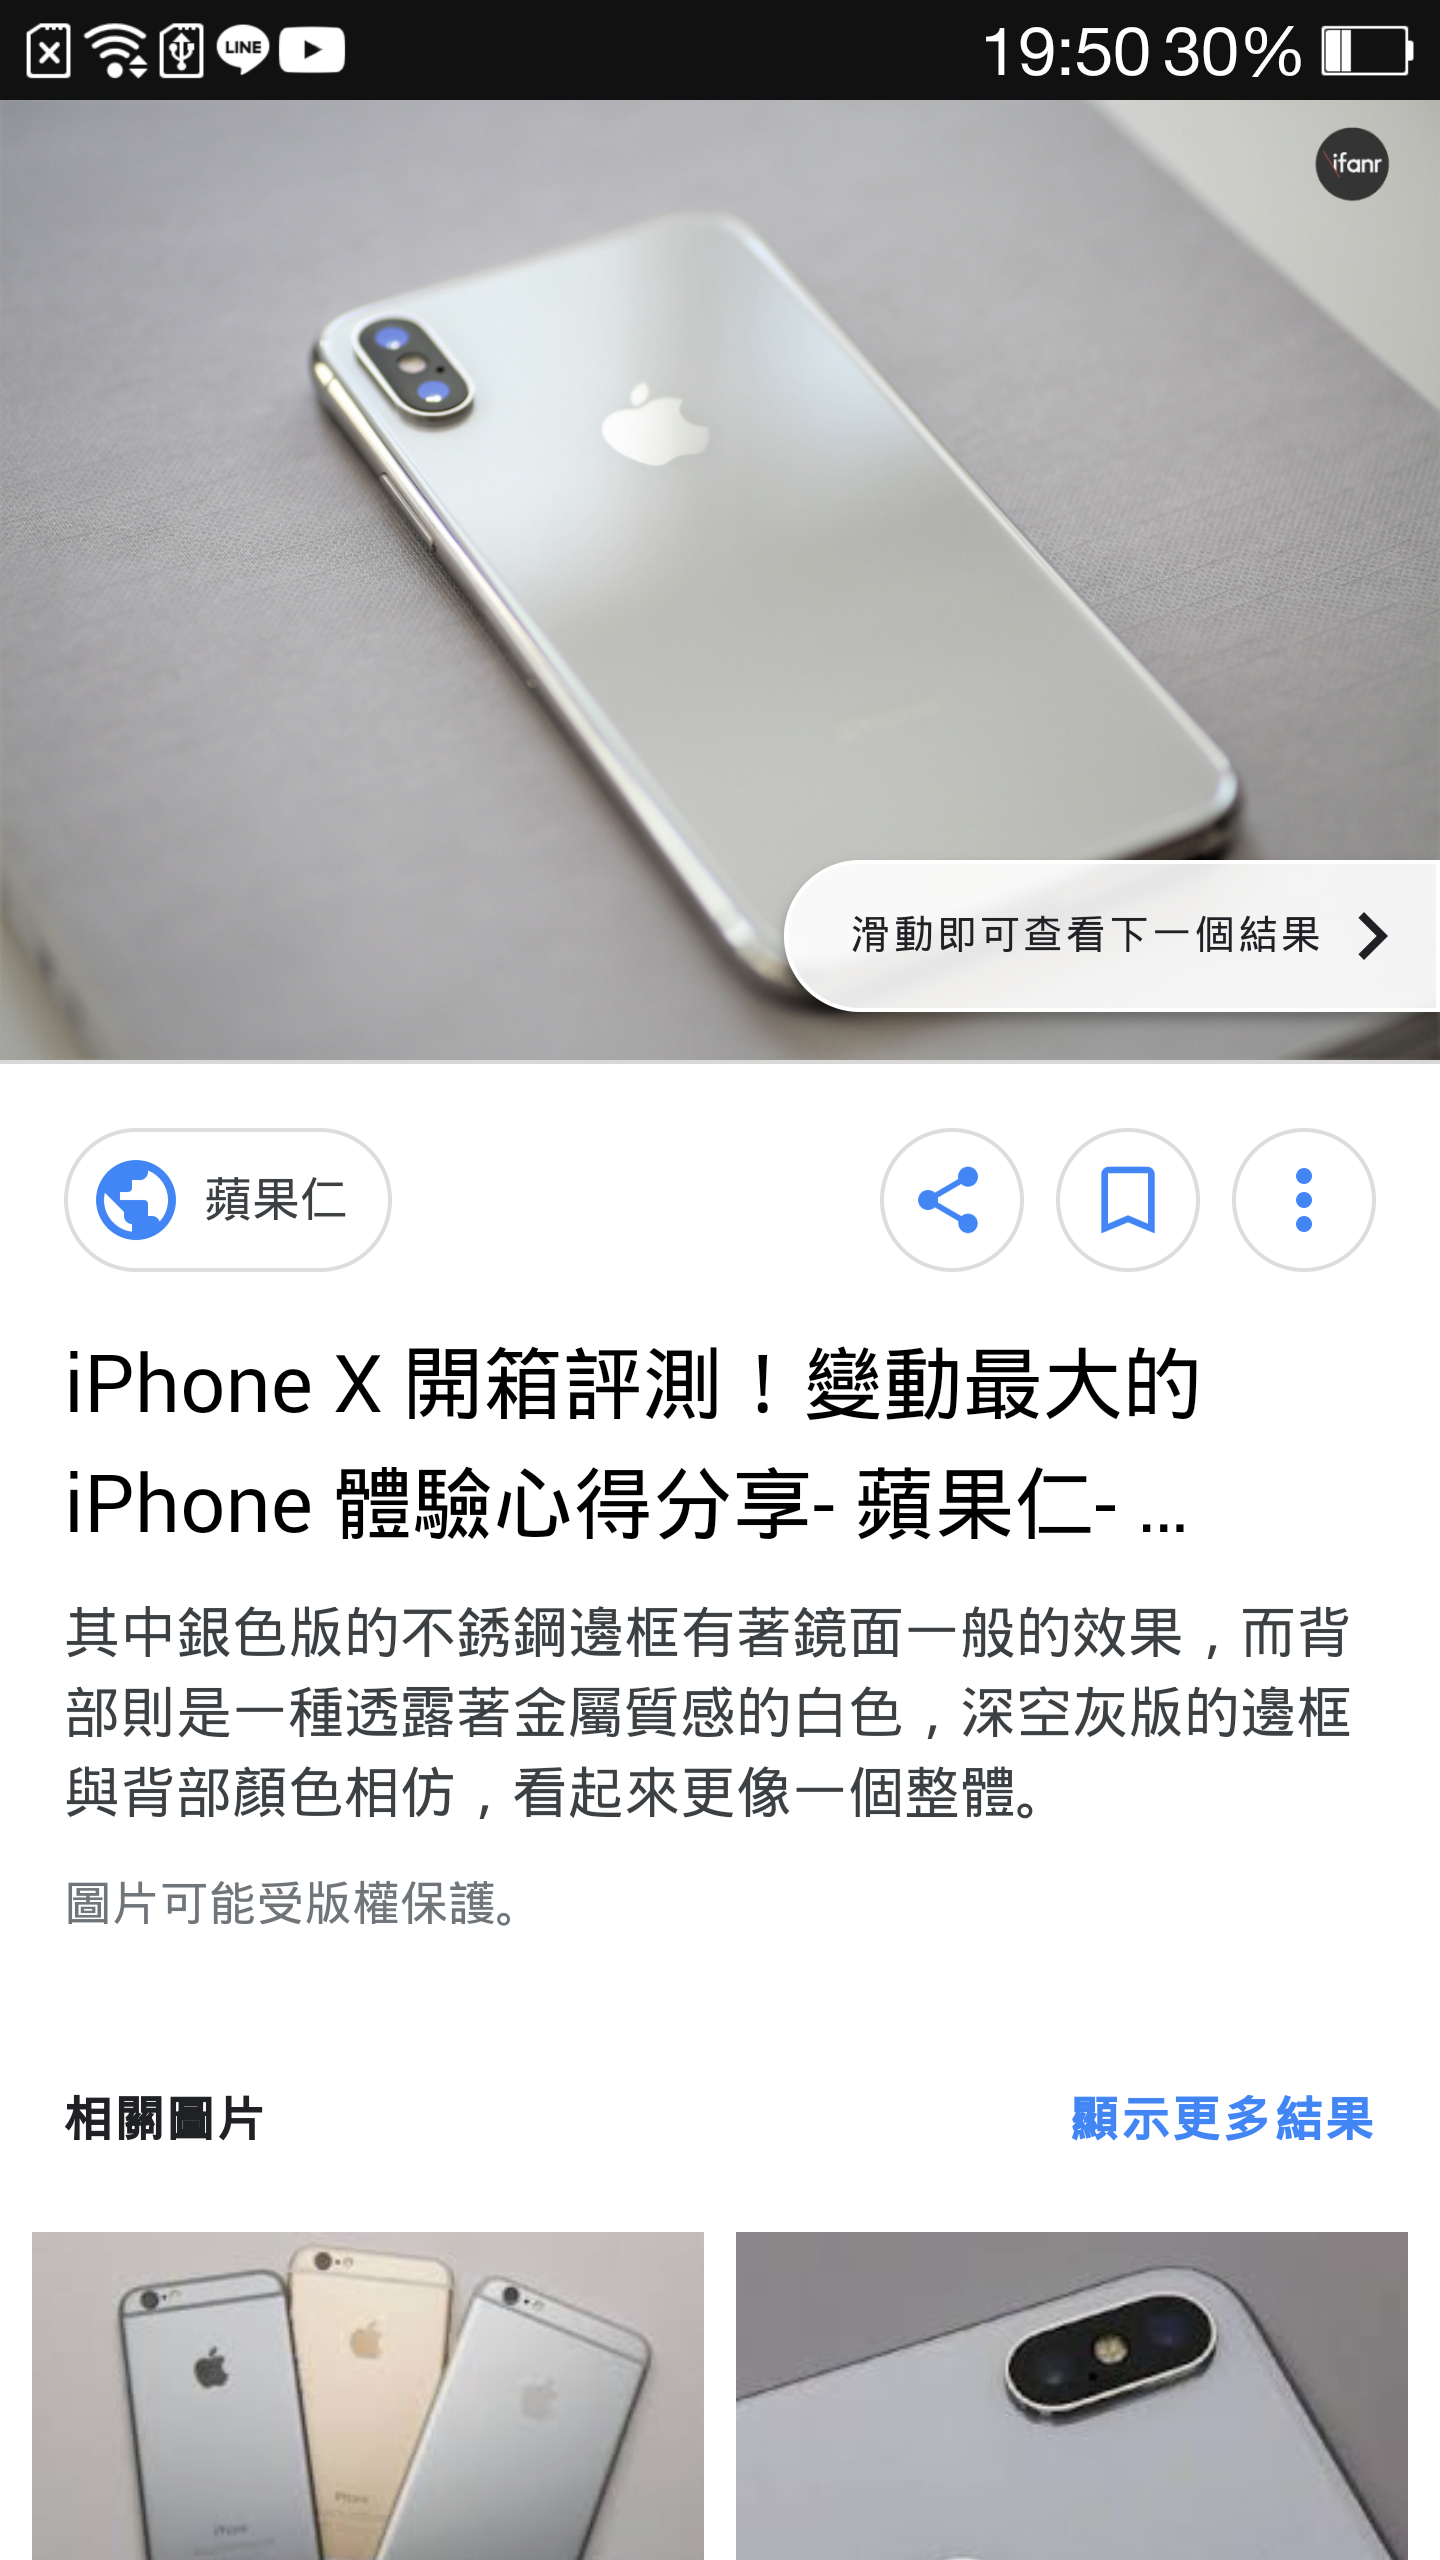 LINE
19:50 30%
ifanr
滑動即可查看下一個結果
蘋果仁
iPhone X 開箱評測！變動最大的
iPhone 體驗心得分享- 蘋果仁- ...
其中銀色版的不銹鋼邊框有著鏡面一般的效果，而背
部則是一種透露著金屬質感的白色，深空灰版的邊框
與背部顏色相仿，看起來更像一個整體。
圖片可能受版權保護。
相關圖片
顯示更多結果
iPhone
iPhone